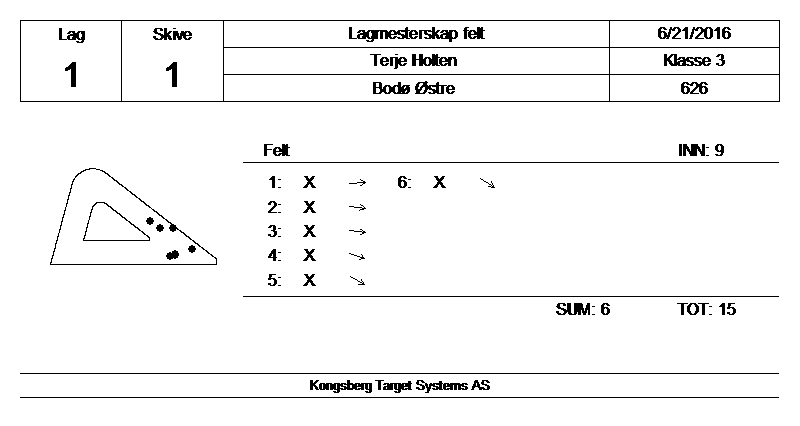 Lag Skive Lagmesterskap felt 6/21/2016
1 1 Terje Holten Klasse 3
Bodø Østre 626
Felt INN: 9
1: X → 6: X ↘
2: X →
3: X →
4: X ↘
5: X ↘
SUM: 6 TOT: 15
Kongsberg Target Systems AS